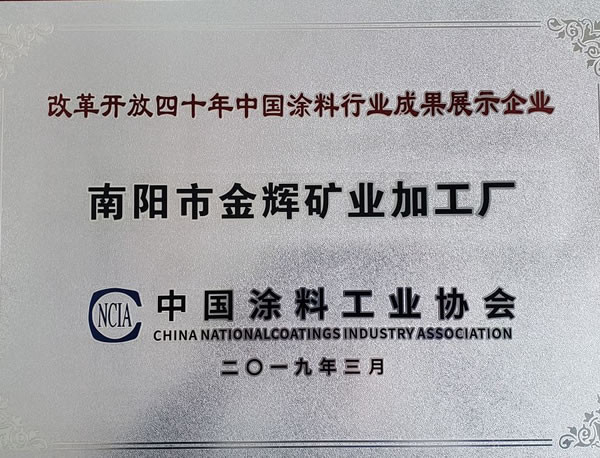 改革开放四十年中国涂料行业成果展示企业
南阳市金辉矿业加工厂
NCIA
中国涂料工业协会
CHINA NATIONALCOATINGS INDUSTRY ASSOCIATION
二〇一九年三月